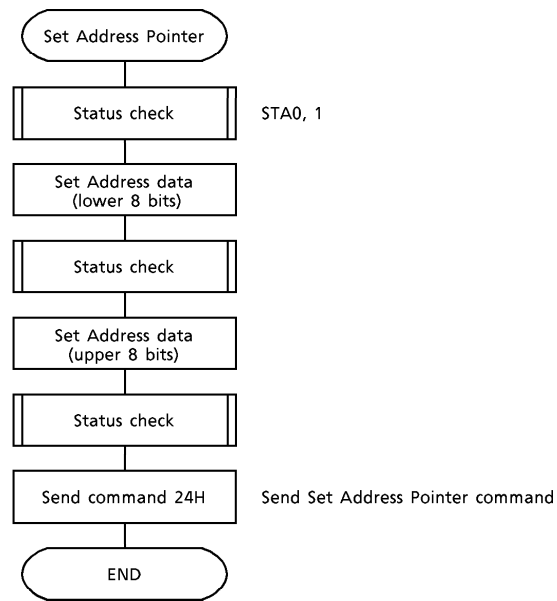 Set Address Pointer
Status check
STA0, 1
Set Address data
(lower 8 bits)
Status check
Set Address data
(upper 8 bits)
Status check
Send command 24H
Send Set Address Pointer command
END